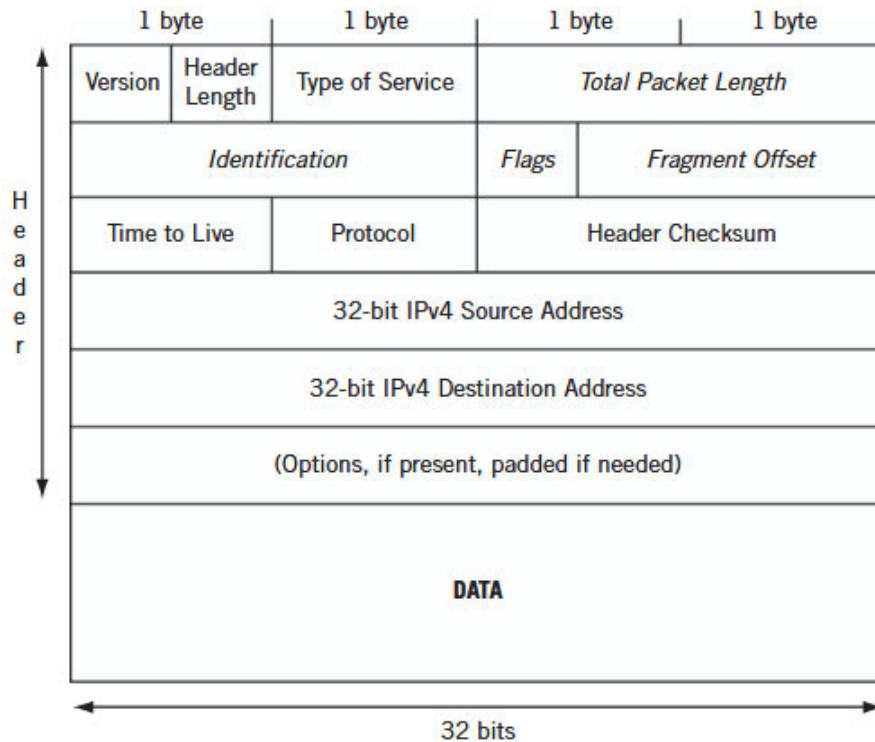 1 byte 1 byte 1 byte 1 byte
Version Header Length Type of Service Total Packet Length
Identification Flags Fragment Offset
Time to Live Protocol Header Checksum
32-bit IPv4 Source Address
32-bit IPv4 Destination Address
(Options, if present, padded if needed)
Header
DATA
32 bits